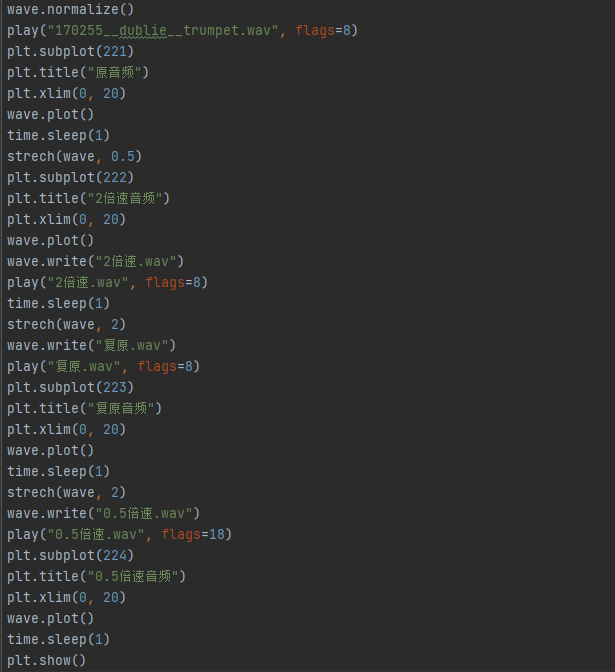 wave.normalize()
play("170255__dublie__trumpet.wav", flags=8)
plt.subplot(221)
plt.title("原音频")
plt.xlim(0, 20)
wave.plot()
time.sleep(1)
strech(wave, 0.5)
plt.subplot(222)
plt.title("2倍速音频")
plt.xlim(0, 20)
wave.plot()
wave.write("2倍速.wav")
play("2倍速.wav", flags=8)
time.sleep(1)
strech(wave, 2)
wave.write("复原.wav")
play("复原.wav", flags=8)
plt.subplot(223)
plt.title("复原音频")
plt.xlim(0, 20)
wave.plot()
time.sleep(1)
strech(wave, 2)
wave.write("0.5倍速.wav")
play("0.5倍速.wav", flags=18)
plt.subplot(224)
plt.title("0.5倍速音频")
plt.xlim(0, 20)
wave.plot()
time.sleep(1)
plt.show()